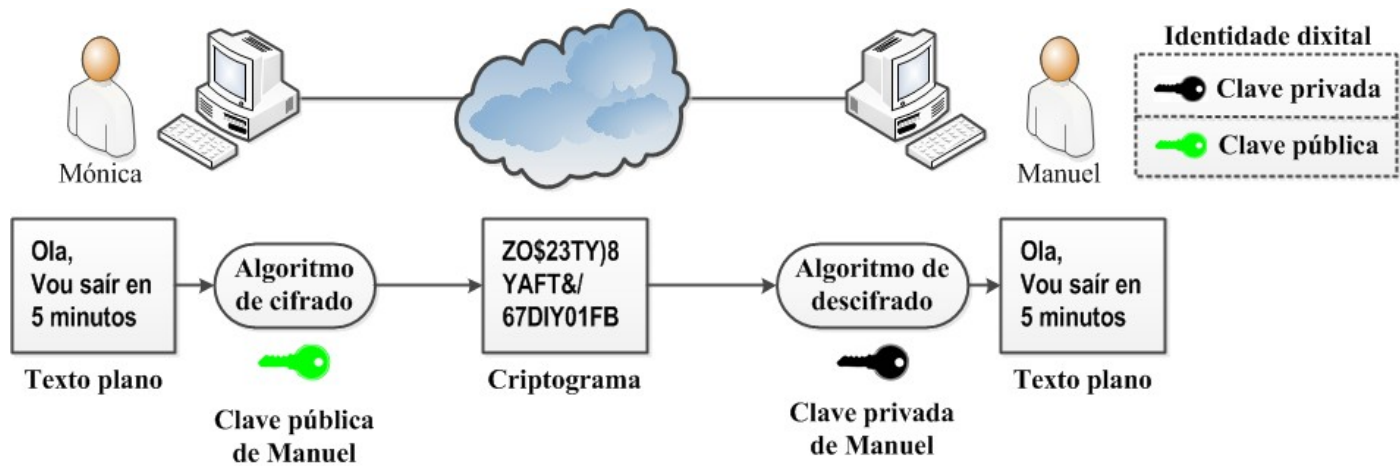 Identidade dixital
Clave privada
Clave pública
Mónica
Manuel
Ola,
Vou saír en
5 minutos
Texto plano
Algoritmo
de cifrado
Clave pública
de Manuel
ZO$23TY)8
YAFT&/
67DIY01FB
Criptograma
Algoritmo de
descifrado
Clave privada
de Manuel
Ola,
Vou saír en
5 minutos
Texto plano